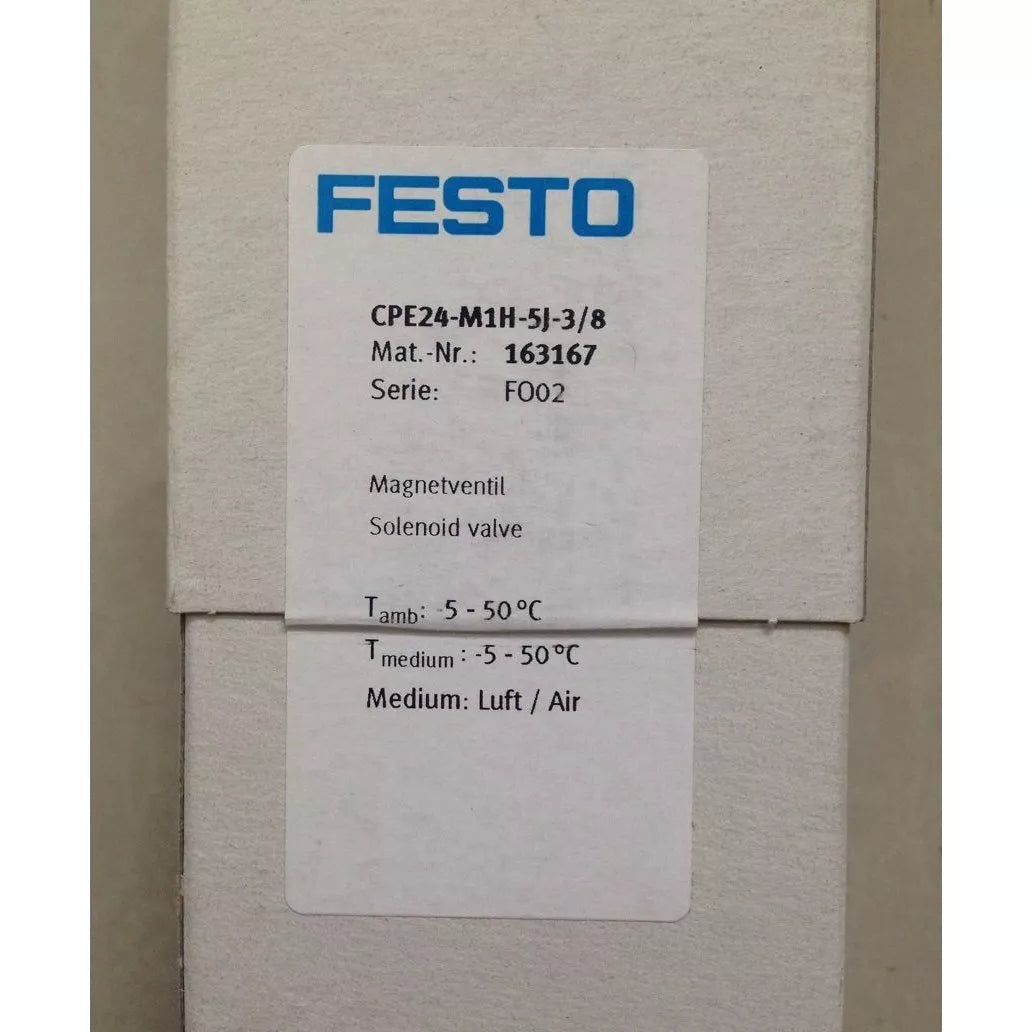 FESTO
CPE24-M1H-5J-3/8
Mat.-Nr.: 163167
Serie: FO02
Magnetventil
Solenoid valve
Tamb: -5 - 50°C
Tmedium : -5 - 50°C
Medium: Luft / Air